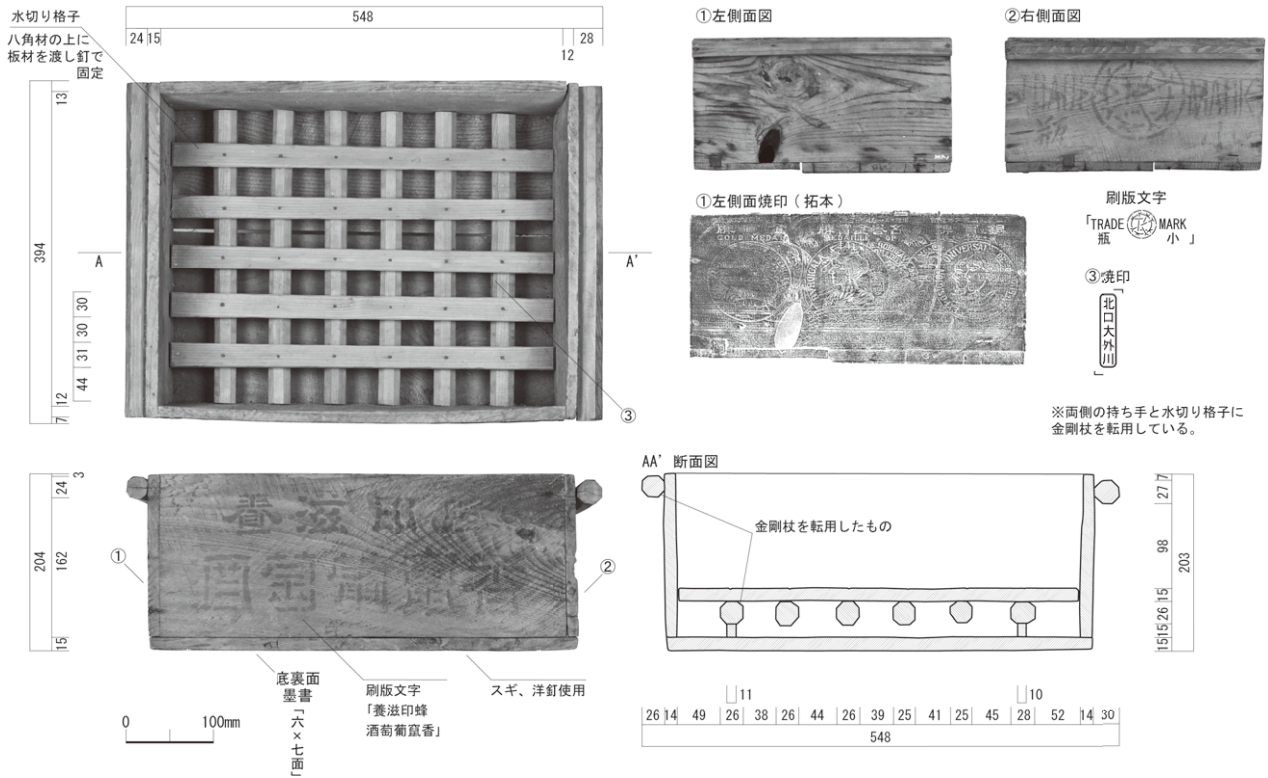 水切り格子
八角材の上に
板材を渡し釘で
固定
548
24
15
12
28
394
13
30
30
31
44
12
7
A
A’
③
①左側面図
②右側面図
①左側面焼印（拓本）
GOLD MEDA
刷版文字
「TRADE MARK
瓶 小 」
③焼印
「北口大外川」
※両側の持ち手と水切り格子に
金剛杖を転用している。
204
24
3
162
15
①
②
底裏面
墨書
「六×七面」
刷版文字
「養滋印蜂
酒萄葡竄香」
スギ、洋釘使用
0 100mm
AA’ 断面図
金剛杖を転用したもの
7
27
98
15
26
15
15
203
11
10
26 14 49 26 38 26 44 26 39 25 41 25 45 28 52 14 30
548